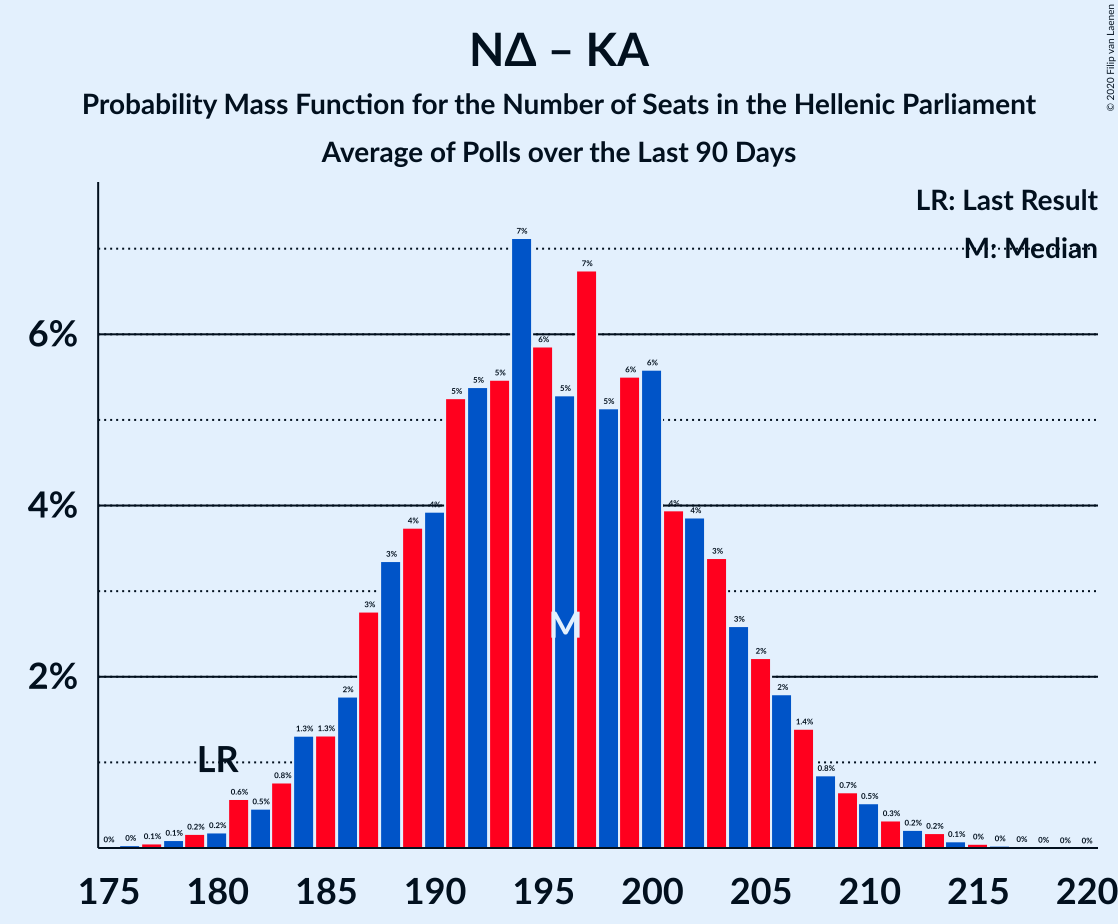 NΔ – KA
Probability Mass Function for the Number of Seats in the Hellenic Parliament
Average of Polls over the Last 90 Days
© 2020 Filip van Laenen
LR: Last Result
M: Median
6%
4%
2%
0% 0% 0.1% 0.1% 0.2% 0.2% 0.6% 0.5% 0.8% 1.3% 1.3% 2% 3% 3% 4% 4% 5% 5% 5% 7% 6% 5% 7% 5% 6% 6% 4% 4% 3% 3% 2% 2% 1.4% 0.8% 0.7% 0.5% 0.3% 0.2% 0.2% 0.1% 0% 0% 0% 0% 0% 0%
M
LR
175 180 185 190 195 200 205 210 215 220